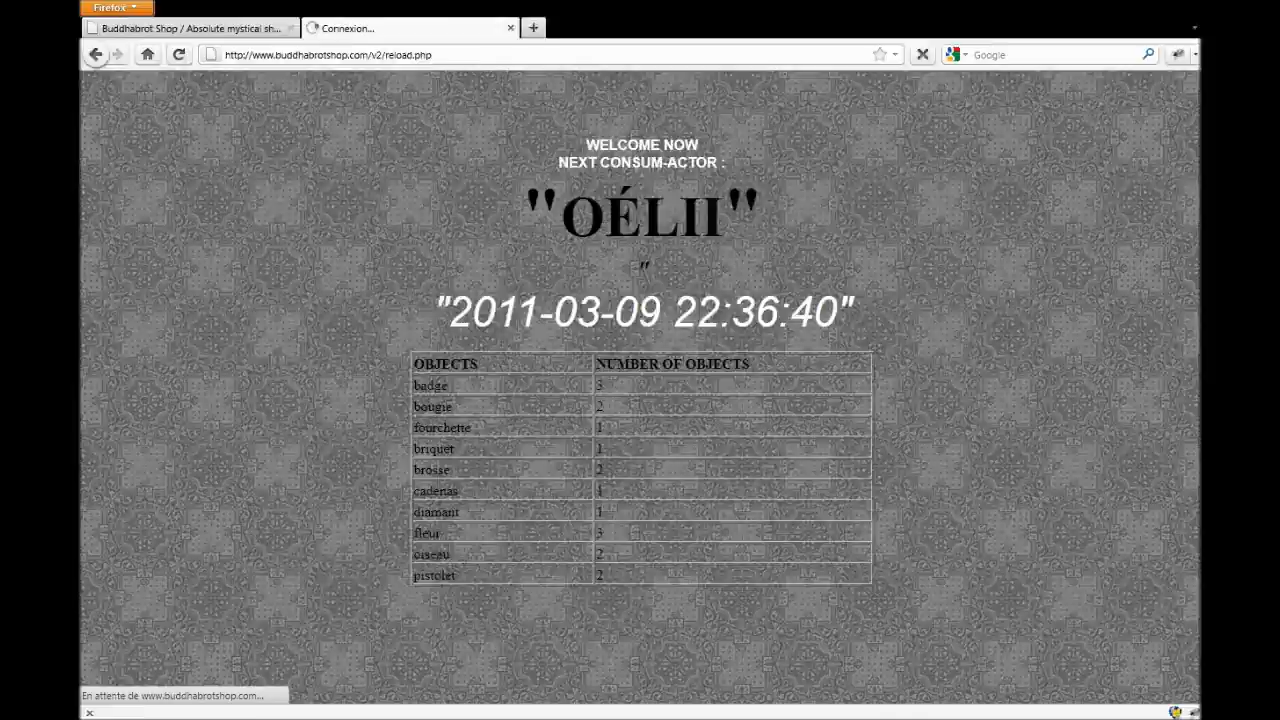 Firefox
Buddhabrot Shop / Absolute mystical sh...
Connexion...
http://www.buddhabrotshop.com/v2/reload.php
Google
WELCOME NOW
NEXT CONSUM-ACTOR :
"OÉLII"
"
"2011-03-09 22:36:40"
OBJECTS NUMBER OF OBJECTS
badge 3
bougie 2
fourchette 1
briquet 1
brosse 2
cadenas 1
diamant 1
fleur 3
ciseau 2
pistolet 2
En attente de www.buddhabrotshop.com...